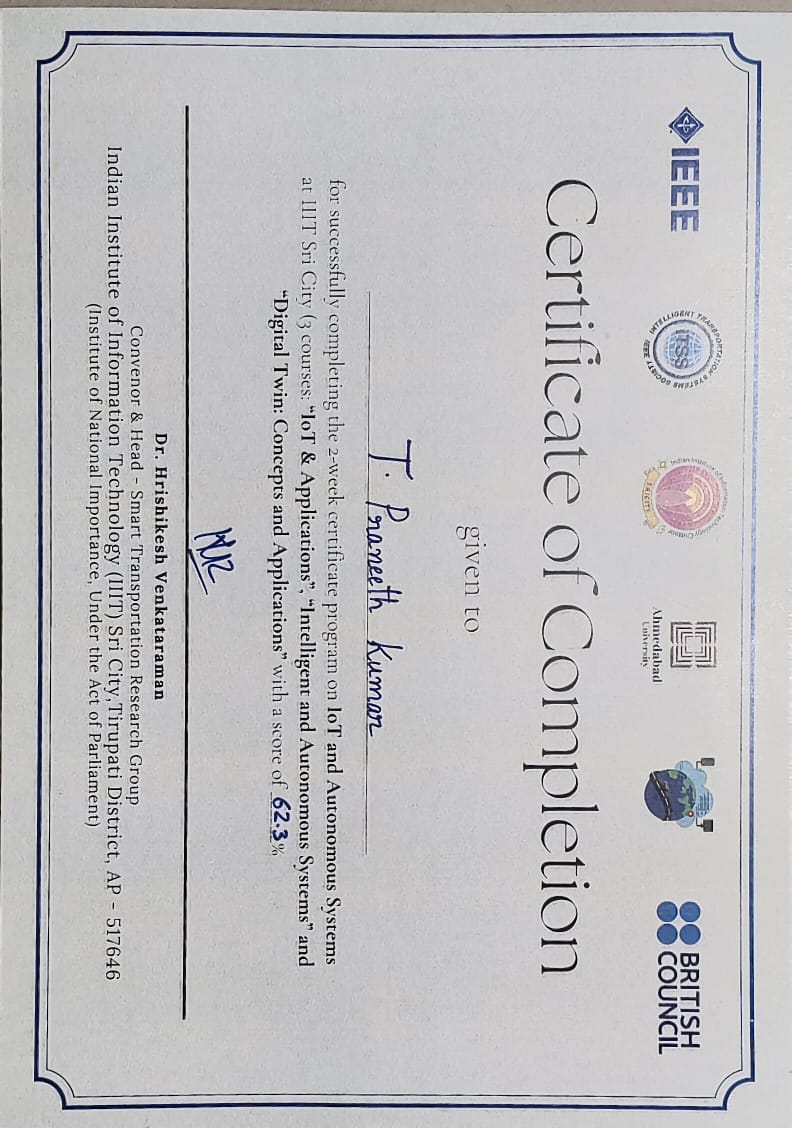 IEEE
INTELLIGENT TRANSPORTATION SYSTEMS SOCIETY IEEE
ITSS
Indian Institute of Information Technology Chittoor
SRICITY
Ahmedabad
University
BRITISH
COUNCIL
Certificate of Completion
given to
T. Praneeth Kumar
for successfully completing the 2-week certificate program on IoT and Autonomous Systems
at IIIT Sri City (3 courses: "IoT & Applications", "Intelligent and Autonomous Systems" and
"Digital Twin: Concepts and Applications" with a score of 62.3%
Dr. Hrishikesh Venkataraman
Convenor & Head - Smart Transportation Research Group
Indian Institute of Information Technology (IIIT) Sri City, Tirupati District, AP - 517646
(Institute of National Importance, Under the Act of Parliament)